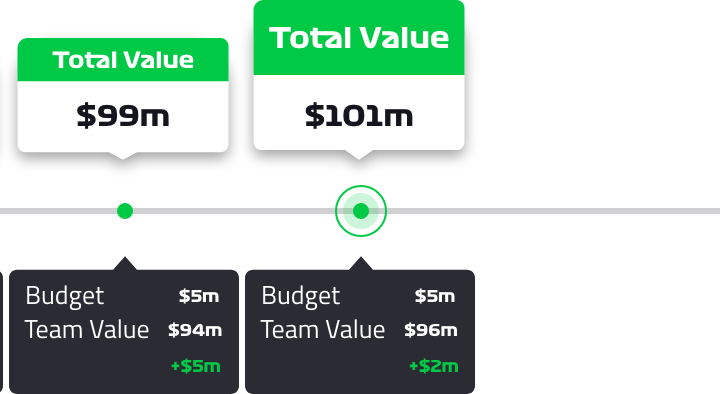 Total Value
$99m
Total Value
$101m
Budget $5m
Team Value $94m
+$5m
Budget $5m
Team Value $96m
+$2m